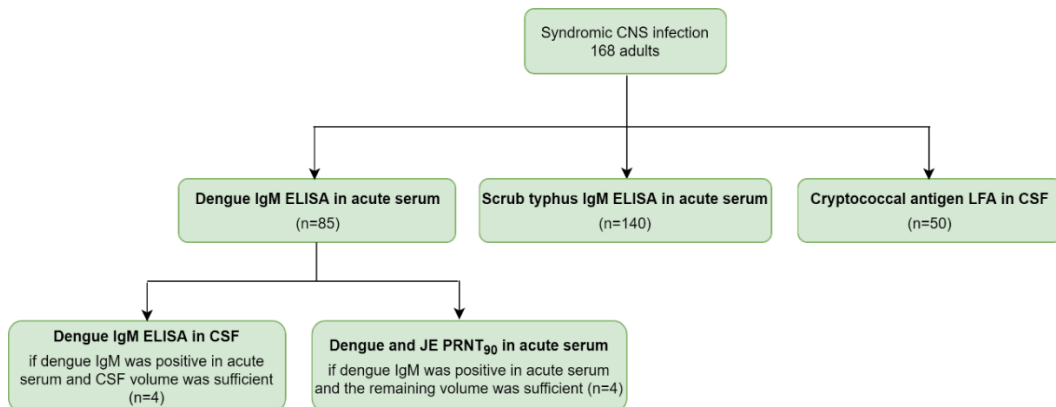 Syndromic CNS infection
168 adults
Dengue IgM ELISA in acute serum
(n=85)
Scrub typhus IgM ELISA in acute serum
(n=140)
Cryptococcal antigen LFA in CSF
(n=50)
Dengue IgM ELISA in CSF
if dengue IgM was positive in acute
serum and CSF volume was sufficient
(n=4)
Dengue and JE PRNT₉₀ in acute serum
if dengue IgM was positive in acute serum
and the remaining volume was sufficient (n=4)